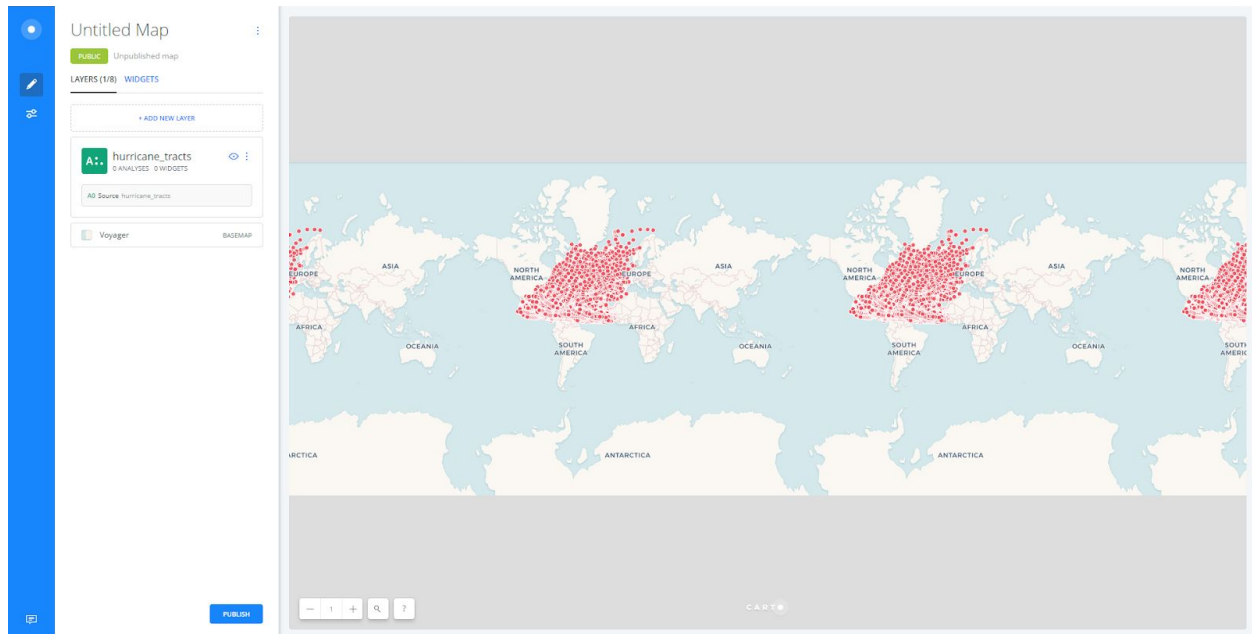 Untitled Map
PUBLIC Unpublished map
LAYERS (1/8) WIDGETS
+ ADD NEW LAYER
A:. hurricane_tracts
0 ANALYSES 0 WIDGETS
A0 Source hurricane_tracts
Voyager BASEMAP
PUBLISH
EUROPE
ASIA
NORTH
AMERICA
EUROPE
ASIA
NORTH
AMERICA
EUROPE
ASIA
NORTH
AMERICA
AFRICA
OCEANIA
SOUTH
AMERICA
AFRICA
OCEANIA
SOUTH
AMERICA
AFRICA
OCEANIA
SOUTH
AMERIC
ARCTICA
ANTARCTICA
ANTARCTICA
− 1 + ?
CARTO